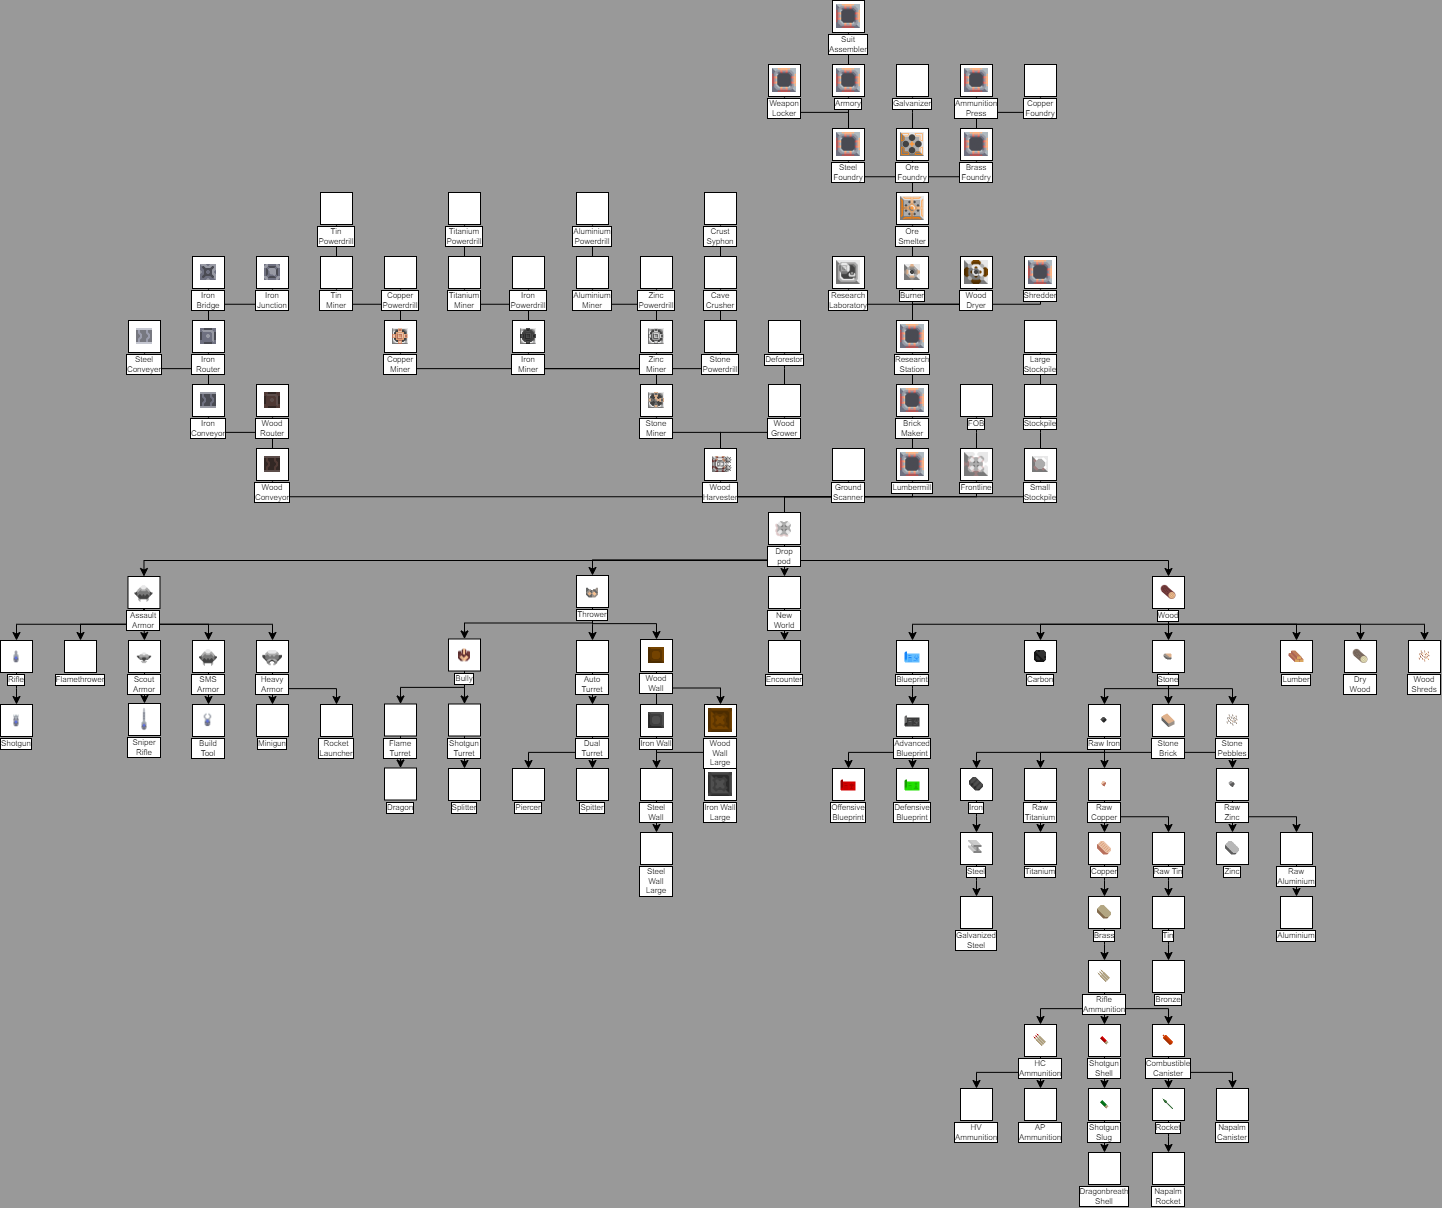 Suit
Assembler
Weapon
Locker
Armory
Galvanizer
Ammunition
Press
Copper
Foundry
Steel
Foundry
Ore
Foundry
Brass
Foundry
Tin
Powerdrill
Titanium
Powerdrill
Aluminium
Powerdrill
Crust
Syphon
Ore
Smelter
Iron
Bridge
Iron
Junction
Tin
Miner
Copper
Powerdrill
Titanium
Miner
Iron
Powerdrill
Aluminium
Miner
Zinc
Powerdrill
Cave
Crusher
Research
Laboratory
Burner
Wood
Dryer
Shredder
Steel
Conveyer
Iron
Router
Copper
Miner
Iron
Miner
Zinc
Miner
Stone
Powerdrill
Deforestor
Research
Station
Large
Stockpile
Iron
Conveyor
Wood
Router
Stone
Miner
Wood
Grower
Brick
Maker
FOB
Stockpile
Wood
Conveyor
Wood
Harvester
Ground
Scanner
Lumbermill
Frontline
Small
Stockpile
Drop
pod
Assault
Armor
Thrower
New
World
Wood
Rifle
Flamethrower
Scout
Armor
SMS
Armor
Heavy
Armor
Bully
Auto
Turret
Wood
Wall
Encounter
Blueprint
Carbon
Stone
Lumber
Dry
Wood
Wood
Shreds
Shotgun
Sniper
Rifle
Build
Tool
Minigun
Rocket
Launcher
Flame
Turret
Shotgun
Turret
Dual
Turret
Iron Wall
Wood
Wall
Large
Advanced
Blueprint
Raw Iron
Stone
Brick
Stone
Pebbles
Dragon
Splitter
Piercer
Spitter
Steel
Wall
Iron Wall
Large
Offensive
Blueprint
Defensive
Blueprint
Iron
Raw
Titanium
Raw
Copper
Raw
Zinc
Steel
Wall
Large
Steel
Titanium
Copper
Raw Tin
Zinc
Raw
Aluminium
Galvanized
Steel
Brass
Tin
Aluminium
Rifle
Ammunition
Bronze
HC
Ammunition
Shotgun
Shell
Combustible
Canister
HV
Ammunition
AP
Ammunition
Shotgun
Slug
Rocket
Napalm
Canister
Dragonbreath
Shell
Napalm
Rocket